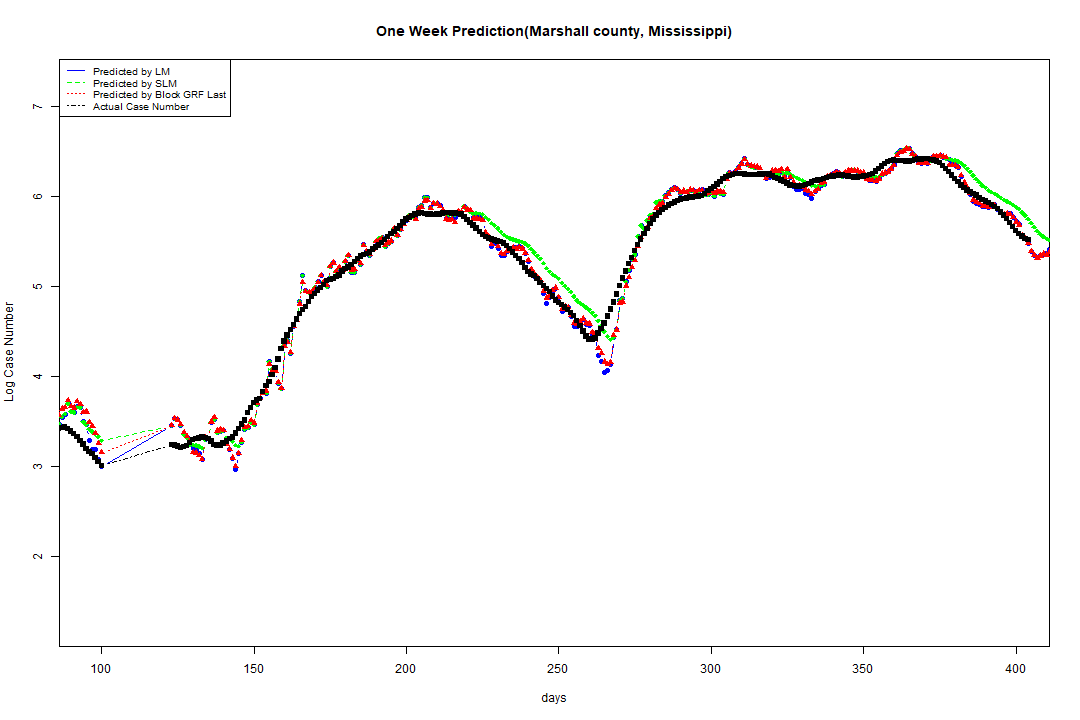 One Week Prediction(Marshall county, Mississippi)
Predicted by LM
Predicted by SLM
Predicted by Block GRF Last
Actual Case Number
7
6
5
4
3
2
Log Case Number
100 150 200 250 300 350 400
days